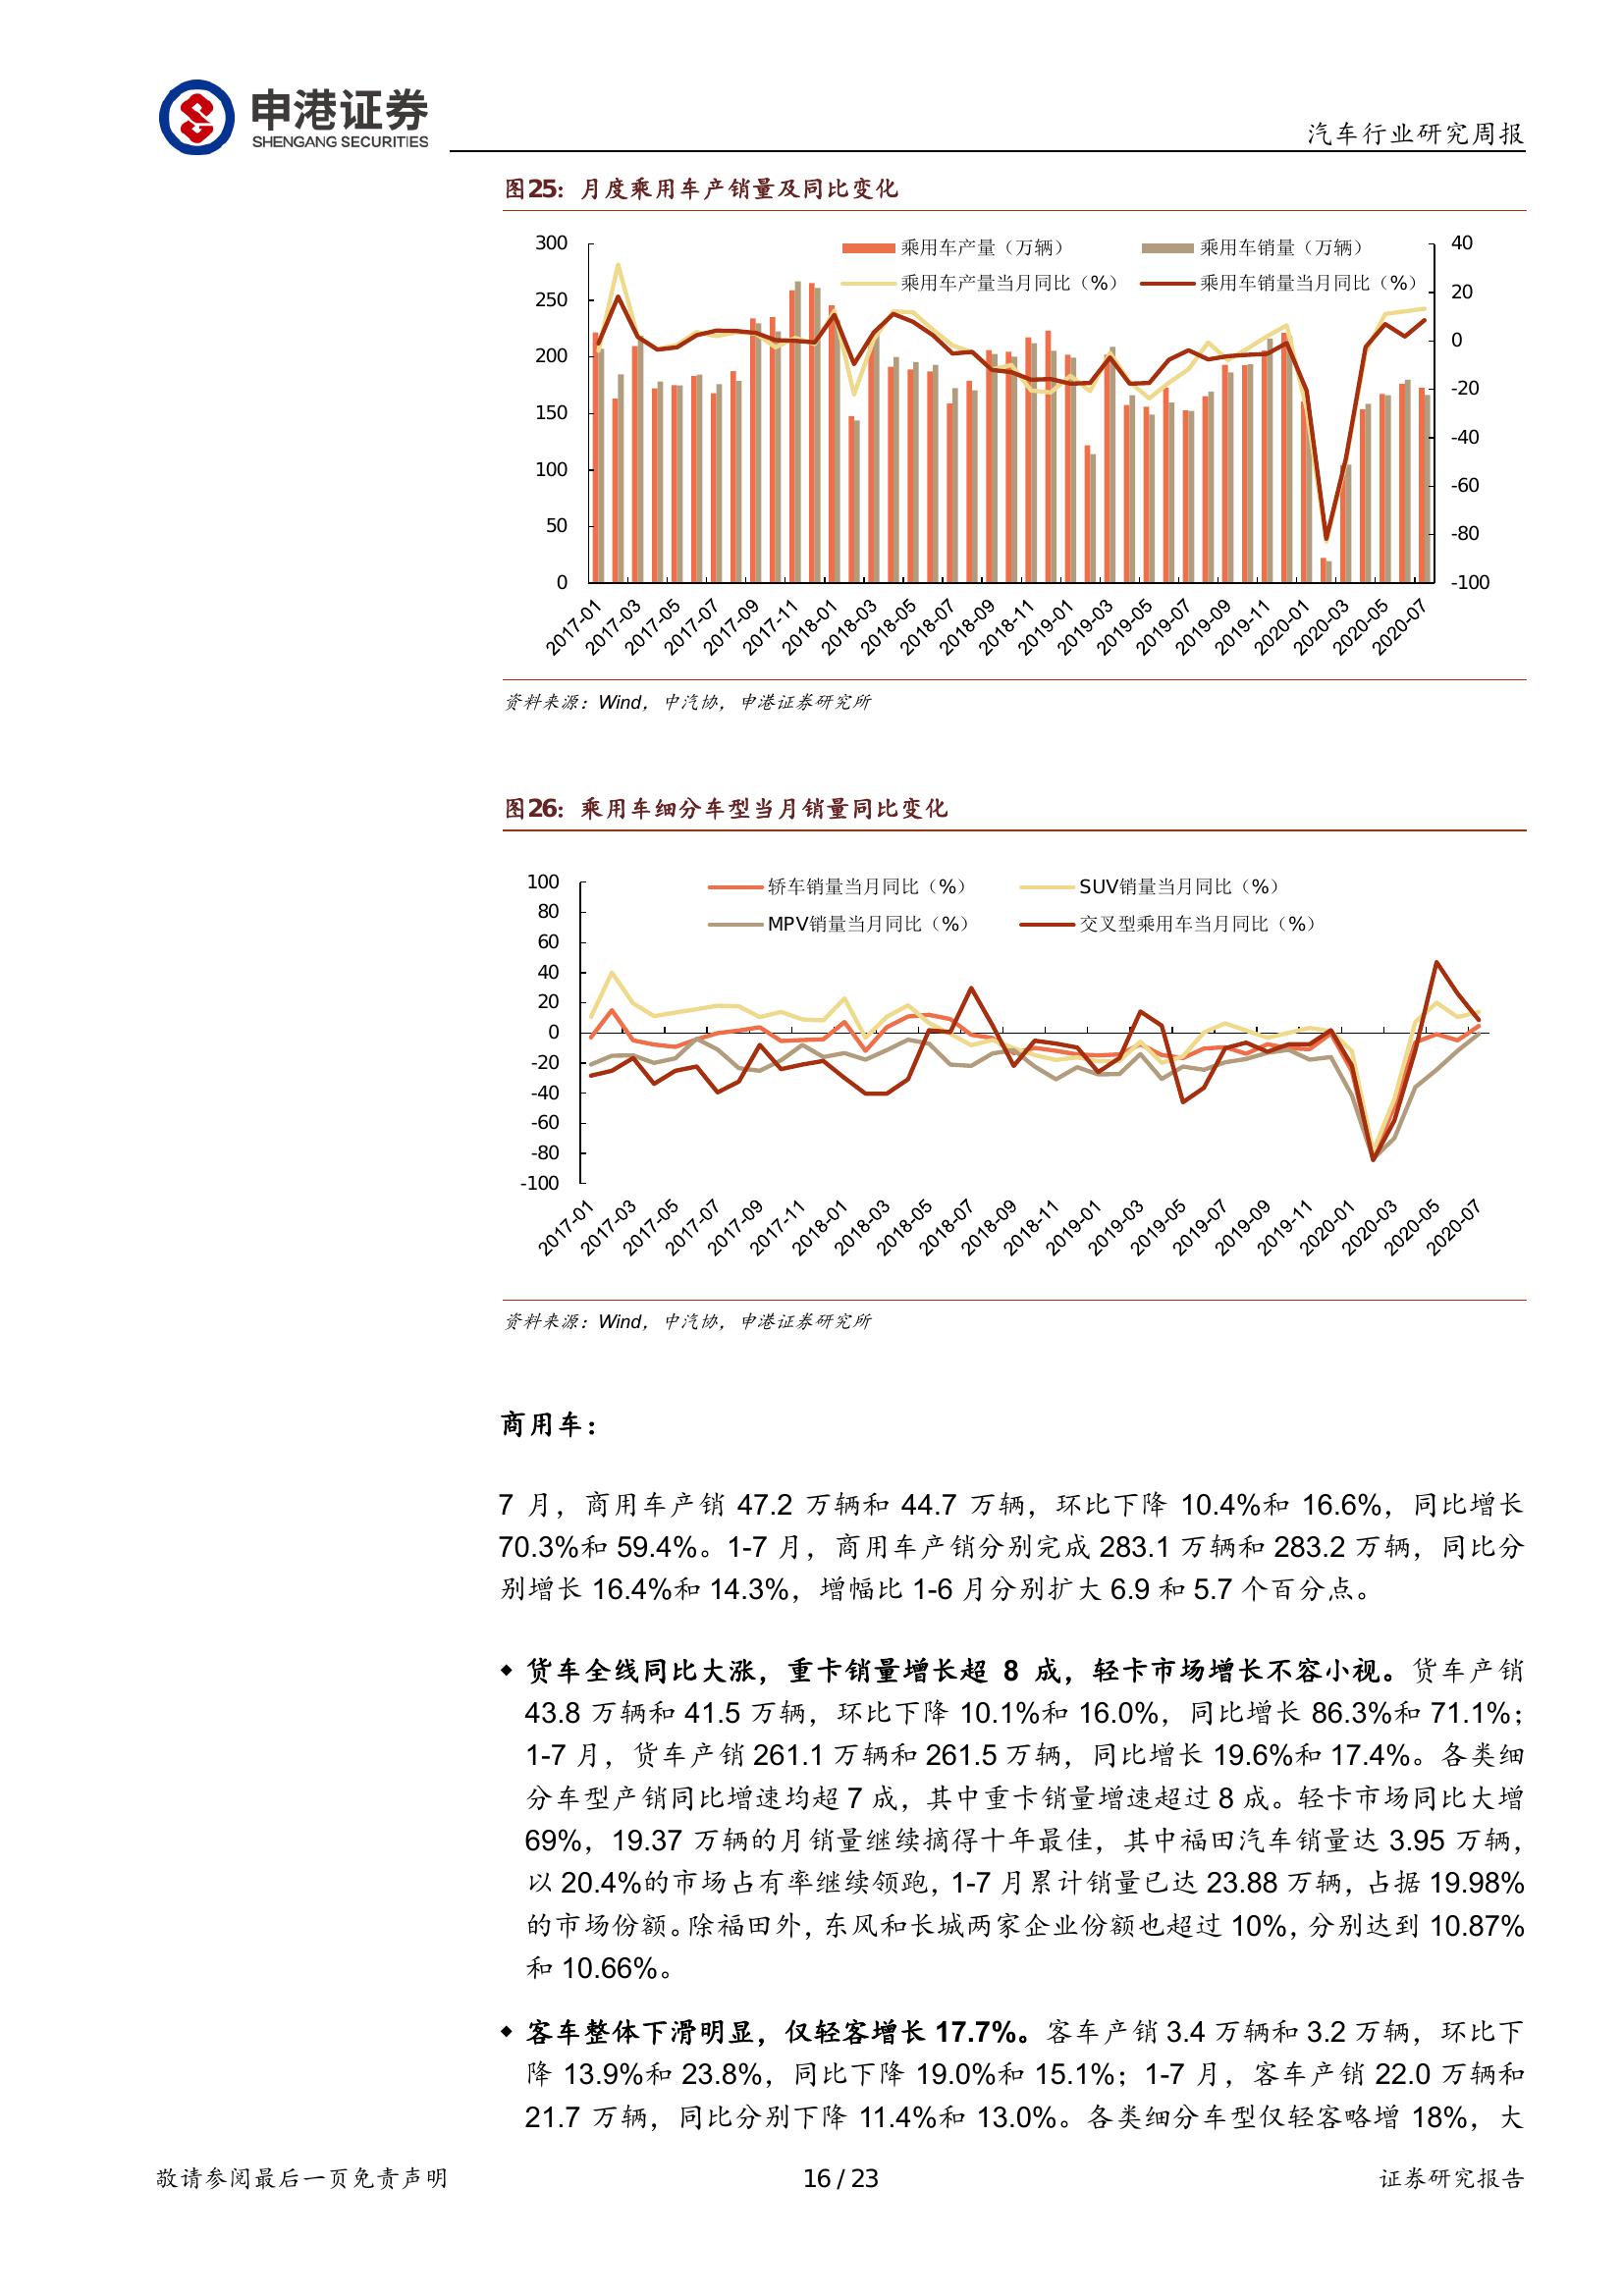 申港证券
SHENGANG SECURITIES
汽车行业研究周报
图25：月度乘用车产销量及同比变化
乘用车产量（万辆） 乘用车销量（万辆）
乘用车产量当月同比（%） 乘用车销量当月同比（%）
300
250
200
150
100
50
0
40
20
0
-20
-40
-60
-80
-100
2017-01 2017-03 2017-05 2017-07 2017-09 2017-11 2018-01 2018-03 2018-05 2018-07 2018-09 2018-11 2019-01 2019-03 2019-05 2019-07 2019-09 2019-11 2020-01 2020-03 2020-05 2020-07
资料来源：Wind，中汽协，申港证券研究所
图26：乘用车细分车型当月销量同比变化
轿车销量当月同比（%） SUV销量当月同比（%）
MPV销量当月同比（%） 交叉型乘用车当月同比（%）
100
80
60
40
20
0
-20
-40
-60
-80
-100
2017-01 2017-03 2017-05 2017-07 2017-09 2017-11 2018-01 2018-03 2018-05 2018-07 2018-09 2018-11 2019-01 2019-03 2019-05 2019-07 2019-09 2019-11 2020-01 2020-03 2020-05 2020-07
资料来源：Wind，中汽协，申港证券研究所
商用车：
7 月，商用车产销 47.2 万辆和 44.7 万辆，环比下降 10.4%和 16.6%，同比增长
70.3%和 59.4%。1-7 月，商用车产销分别完成 283.1 万辆和 283.2 万辆，同比分
别增长 16.4%和 14.3%，增幅比 1-6 月分别扩大 6.9 和 5.7 个百分点。
◆ 货车全线同比大涨，重卡销量增长超 8 成，轻卡市场增长不容小视。货车产销
43.8 万辆和 41.5 万辆，环比下降 10.1%和 16.0%，同比增长 86.3%和 71.1%；
1-7 月，货车产销 261.1 万辆和 261.5 万辆，同比增长 19.6%和 17.4%。各类细
分车型产销同比增速均超 7 成，其中重卡销量增速超过 8 成。轻卡市场同比大增
69%，19.37 万辆的月销量继续摘得十年最佳，其中福田汽车销量达 3.95 万辆，
以 20.4%的市场占有率继续领跑，1-7 月累计销量已达 23.88 万辆，占据 19.98%
的市场份额。除福田外，东风和长城两家企业份额也超过 10%，分别达到 10.87%
和 10.66%。
◆ 客车整体下滑明显，仅轻客增长 17.7%。客车产销 3.4 万辆和 3.2 万辆，环比下
降 13.9%和 23.8%，同比下降 19.0%和 15.1%；1-7 月，客车产销 22.0 万辆和
21.7 万辆，同比分别下降 11.4%和 13.0%。各类细分车型仅轻客略增 18%，大
敬请参阅最后一页免责声明
16 / 23
证券研究报告